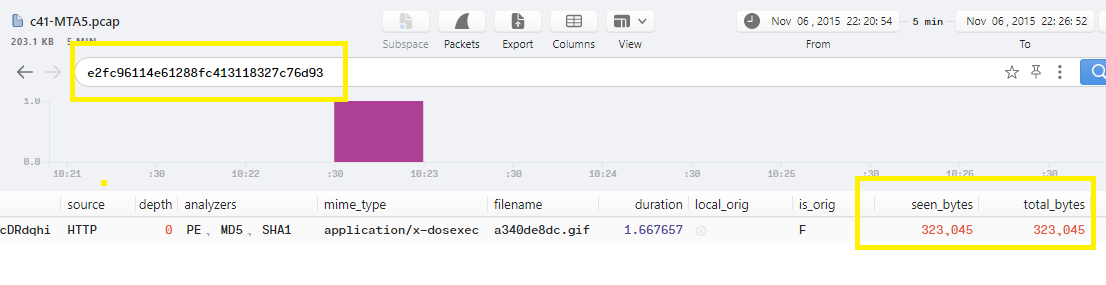 c41-MTA5.pcap
203.1 KB 5 MIN
Subspace Packets Export Columns View
Nov 06, 2015 22:20:54 5 min Nov 06, 2015 22:26:52
From To
e2fc96114e61288fc413118327c76d93
1.0
0.0
10:21 :30 10:22 :30 10:23 :30 10:24 :30 10:25 :30 10:26 :30
source depth analyzers mime_type filename duration local_orig is_orig seen_bytes total_bytes
cDRdqhi HTTP 0 PE, MD5, SHA1 application/x-dosexec a340de8dc.gif 1.667657 F 323,045 323,045